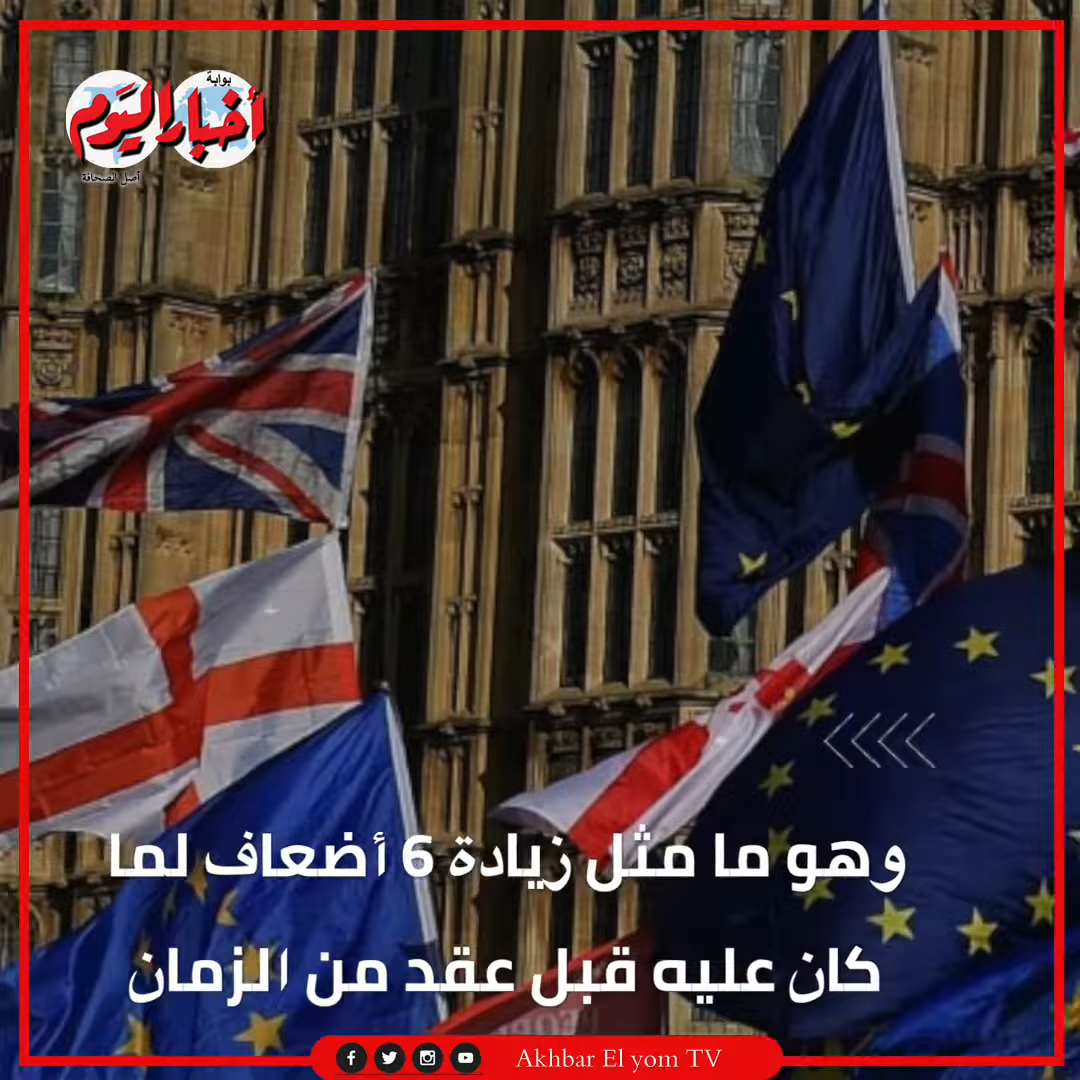 بوابة
أخبار اليوم
أصل الصحافة
وهو ما مثل زيادة 6 أضعاف لما
كان عليه قبل عقد من الزمان
Akhbar El yom TV